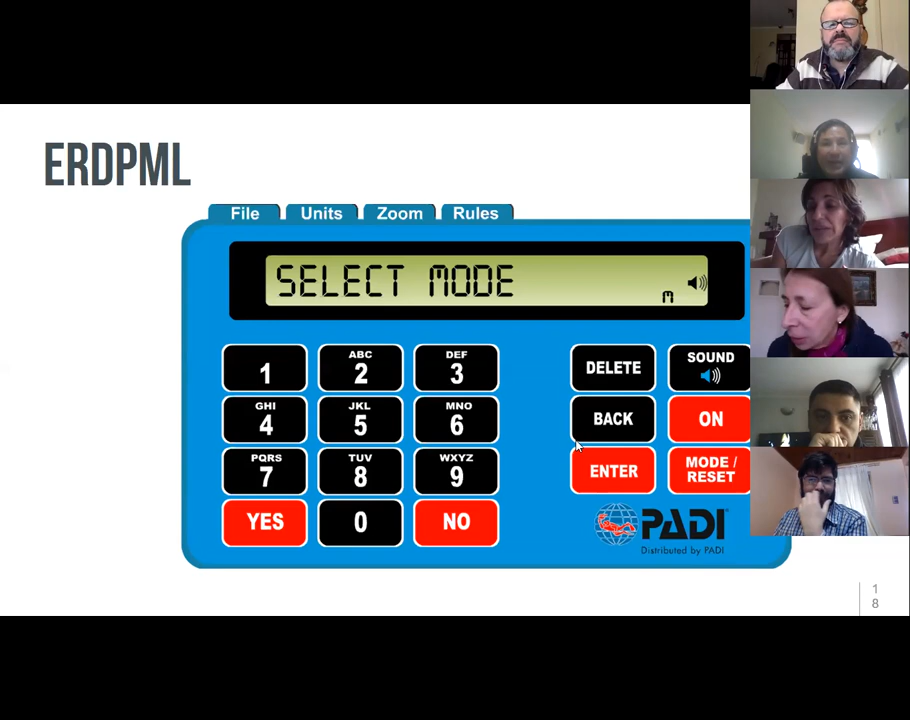 ERDPML
File Units Zoom Rules
SELECT MODE
m
1
ABC
2
DEF
3
DELETE
SOUND
GHI
4
JKL
5
MNO
6
BACK
ON
PQRS
7
TUV
8
WXYZ
9
ENTER
MODE /
RESET
YES
0
NO
PADI
Distributed by PADI
1
8